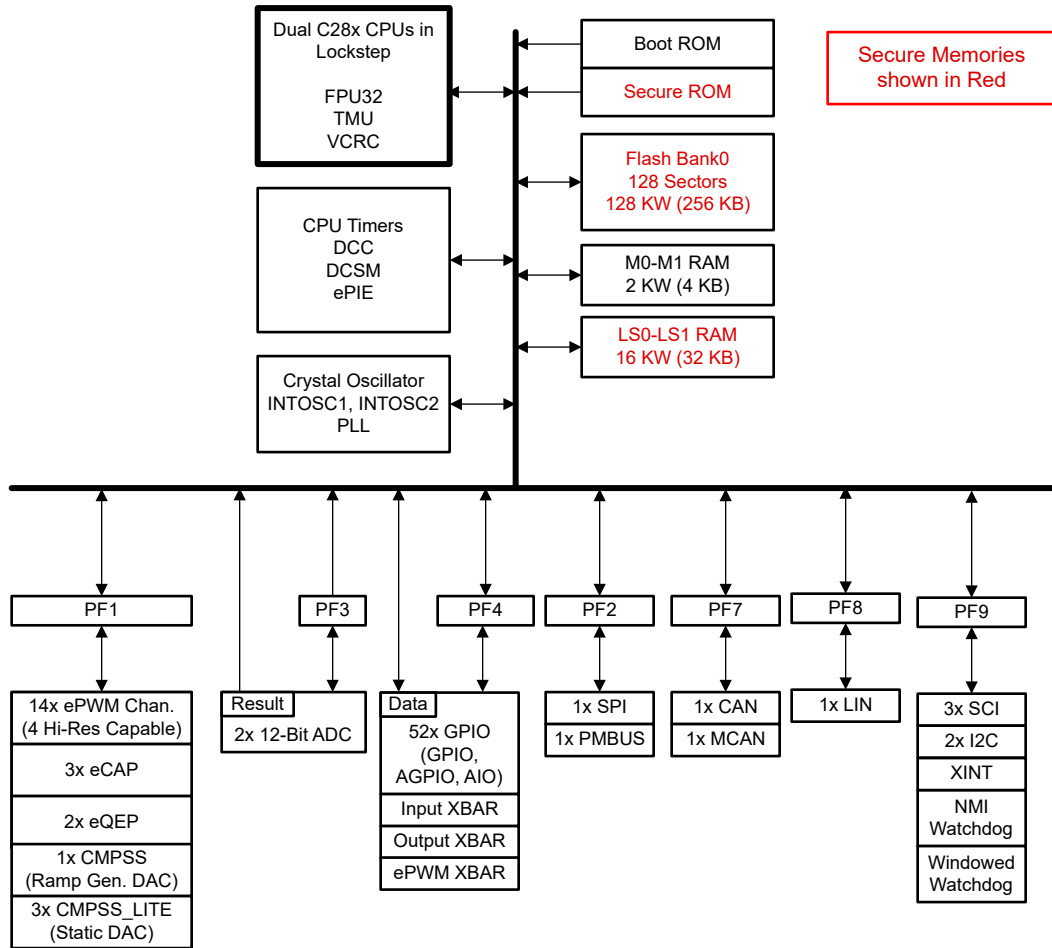 Dual C28x CPUs in
Lockstep
FPU32
TMU
VCRC
CPU Timers
DCC
DCSM
ePIE
Crystal Oscillator
INTOSC1, INTOSC2
PLL
Boot ROM
Secure ROM
Flash Bank0
128 Sectors
128 KW (256 KB)
M0-M1 RAM
2 KW (4 KB)
LS0-LS1 RAM
16 KW (32 KB)
Secure Memories
shown in Red
PF1
PF3
PF4
PF2
PF7
PF8
PF9
14x ePWM Chan.
(4 Hi-Res Capable)
3x eCAP
2x eQEP
1x CMPSS
(Ramp Gen. DAC)
3x CMPSS_LITE
(Static DAC)
Result
2x 12-Bit ADC
Data
52x GPIO
(GPIO,
AGPIO, AIO)
Input XBAR
Output XBAR
ePWM XBAR
1x SPI
1x PMBUS
1x CAN
1x MCAN
1x LIN
3x SCI
2x I2C
XINT
NMI
Watchdog
Windowed
Watchdog